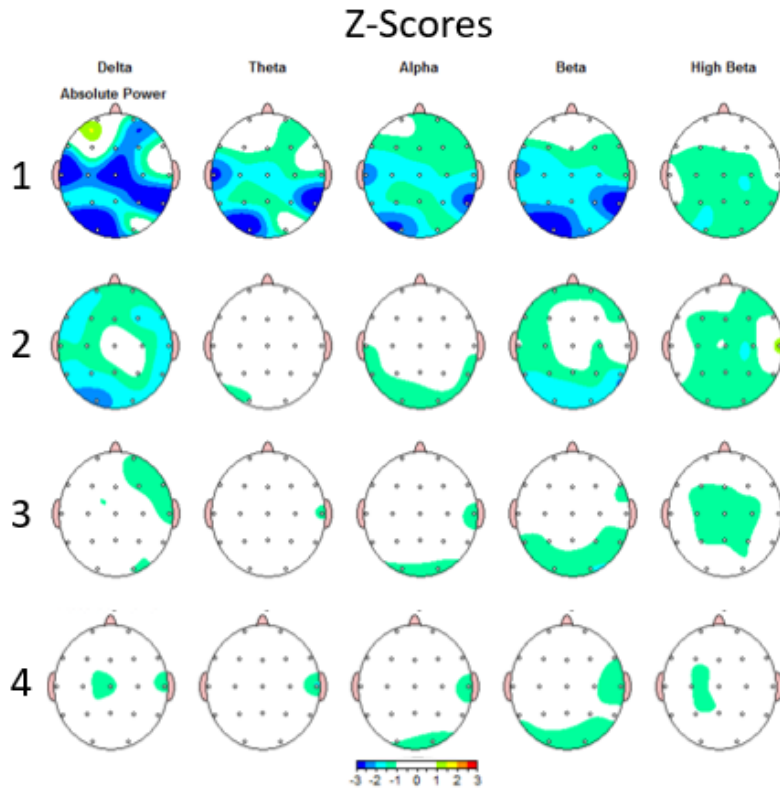 Z-Scores
Delta Theta Alpha Beta High Beta
Absolute Power
1
2
3
4
-3 -2 -1 0 1 2 3